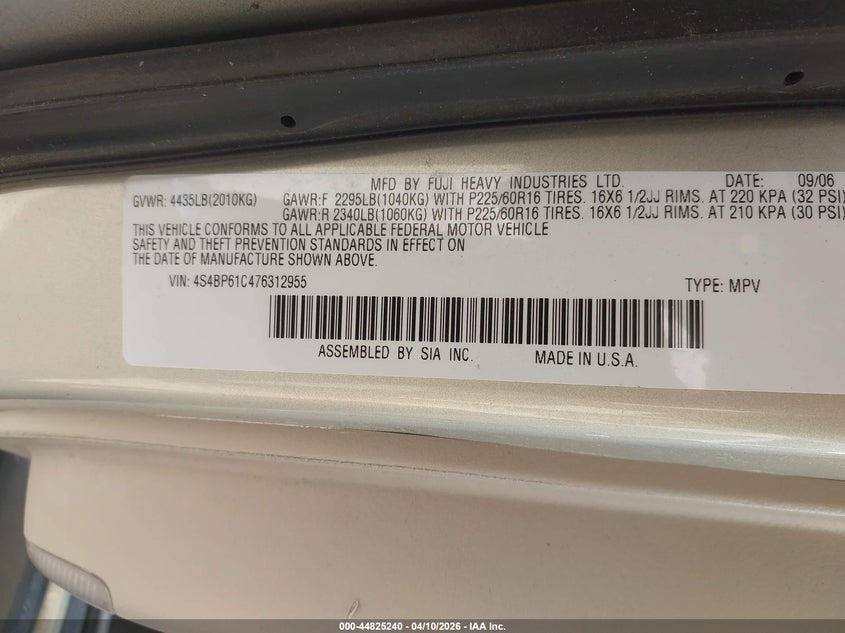 MFD BY FUJI HEAVY INDUSTRIES LTD. DATE: 09/06
GVWR: 4435LB(2010KG) GAWR:F 2295LB(1040KG) WITH P225/60R16 TIRES. 16X6 1/2JJ RIMS. AT 220 KPA (32 PSI)
GAWR:R 2340LB(1060KG) WITH P225/60R16 TIRES. 16X6 1/2JJ RIMS. AT 210 KPA (30 PSI)
THIS VEHICLE CONFORMS TO ALL APPLICABLE FEDERAL MOTOR VEHICLE
SAFETY AND THEFT PREVENTION STANDARDS IN EFFECT ON
THE DATE OF MANUFACTURE SHOWN ABOVE.
VIN: 4S4BP61C476312955 TYPE: MPV
ASSEMBLED BY SIA INC. MADE IN U.S.A.
000-44825240 - 04/10/2026 - IAA Inc.